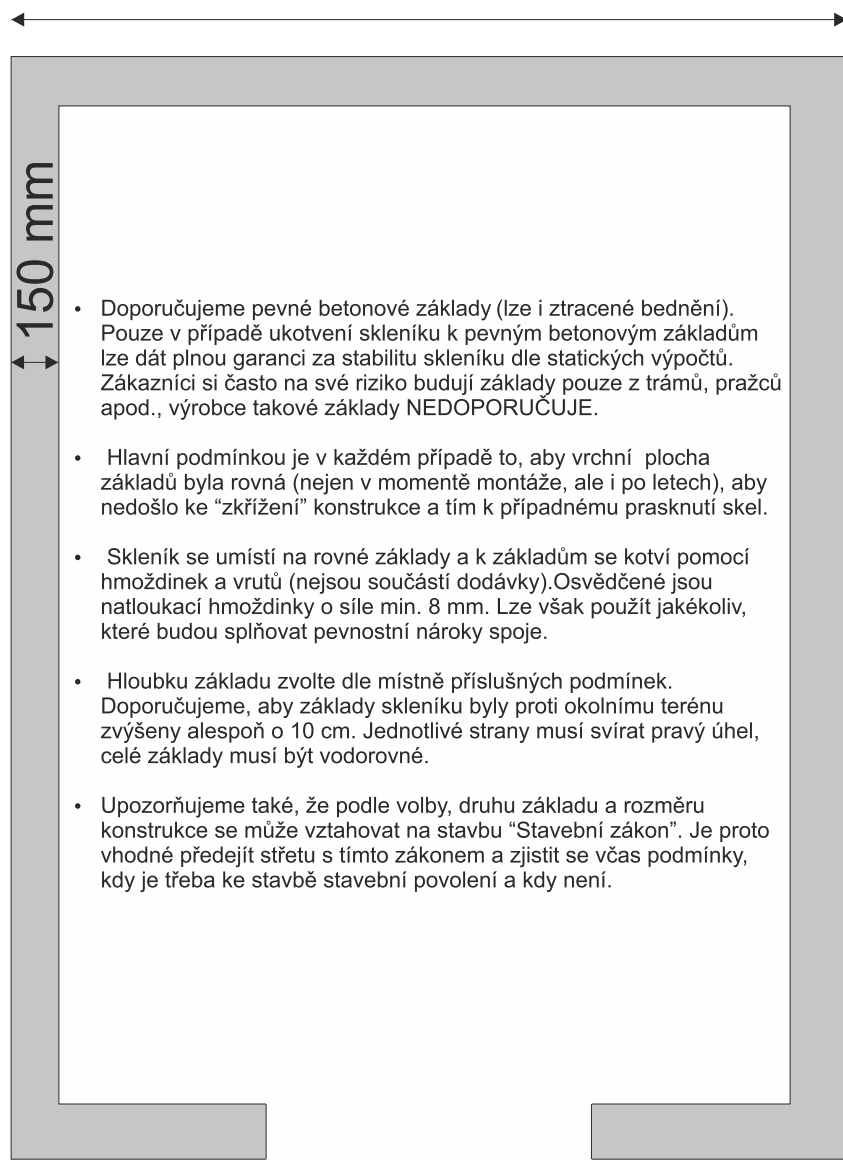 150 mm
• Doporučujeme pevné betonové základy (lze i ztracené bednění).
Pouze v případě ukotvení skleníku k pevným betonovým základům
lze dát plnou garanci za stabilitu skleníku dle statických výpočtů.
Zákazníci si často na své riziko budují základy pouze z trámů, pražců
apod., výrobce takové základy NEDOPORUČUJE.
• Hlavní podmínkou je v každém případě to, aby vrchní plocha
základů byla rovná (nejen v momentě montáže, ale i po letech), aby
nedošlo ke “zkřížení” konstrukce a tím k případnému prasknutí skel.
• Skleník se umístí na rovné základy a k základům se kotví pomocí
hmoždinek a vrutů (nejsou součástí dodávky).Osvědčené jsou
natloukací hmoždinky o síle min. 8 mm. Lze však použít jakékoliv,
které budou splňovat pevnostní nároky spoje.
• Hloubku základu zvolte dle místně příslušných podmínek.
Doporučujeme, aby základy skleníku byly proti okolnímu terénu
zvýšeny alespoň o 10 cm. Jednotlivé strany musí svírat pravý úhel,
celé základy musí být vodorovné.
• Upozorňujeme také, že podle volby, druhu základu a rozměru
konstrukce se může vztahovat na stavbu “Stavební zákon”. Je proto
vhodné předejít střetu s tímto zákonem a zjistit se včas podmínky,
kdy je třeba ke stavbě stavební povolení a kdy není.